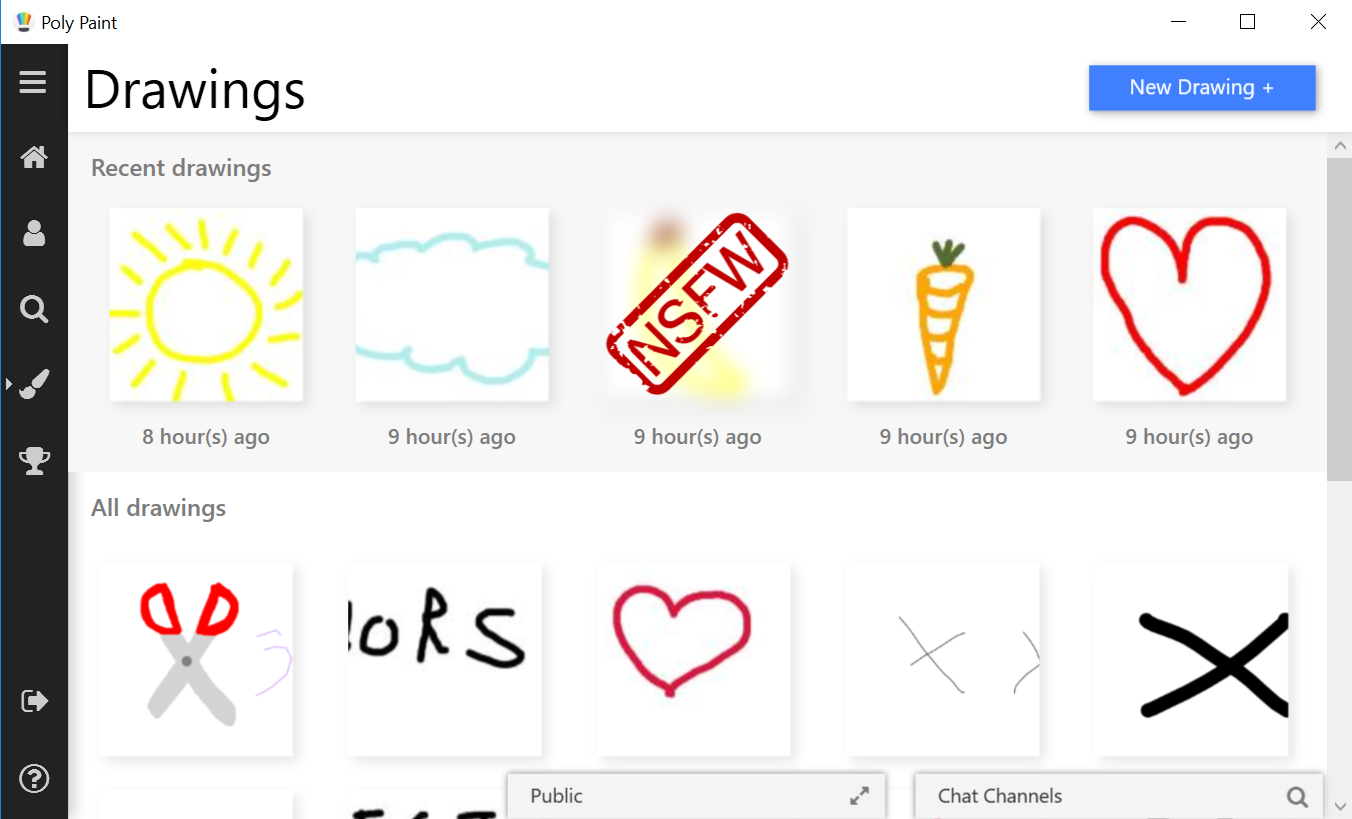 Poly Paint
Drawings
New Drawing +
Recent drawings
NSFW
8 hour(s) ago
9 hour(s) ago
9 hour(s) ago
9 hour(s) ago
9 hour(s) ago
All drawings
ORS
Public
Chat Channels